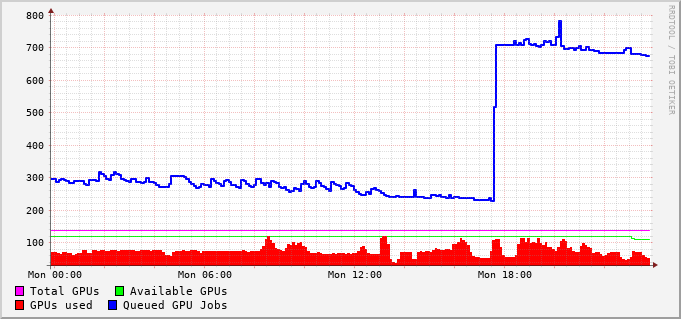 800
700
600
500
400
300
200
100
Mon 00:00 Mon 06:00 Mon 12:00 Mon 18:00
Total GPUs Available GPUs
GPUs used Queued GPU Jobs
RRDTOOL / TOBI OETIKER